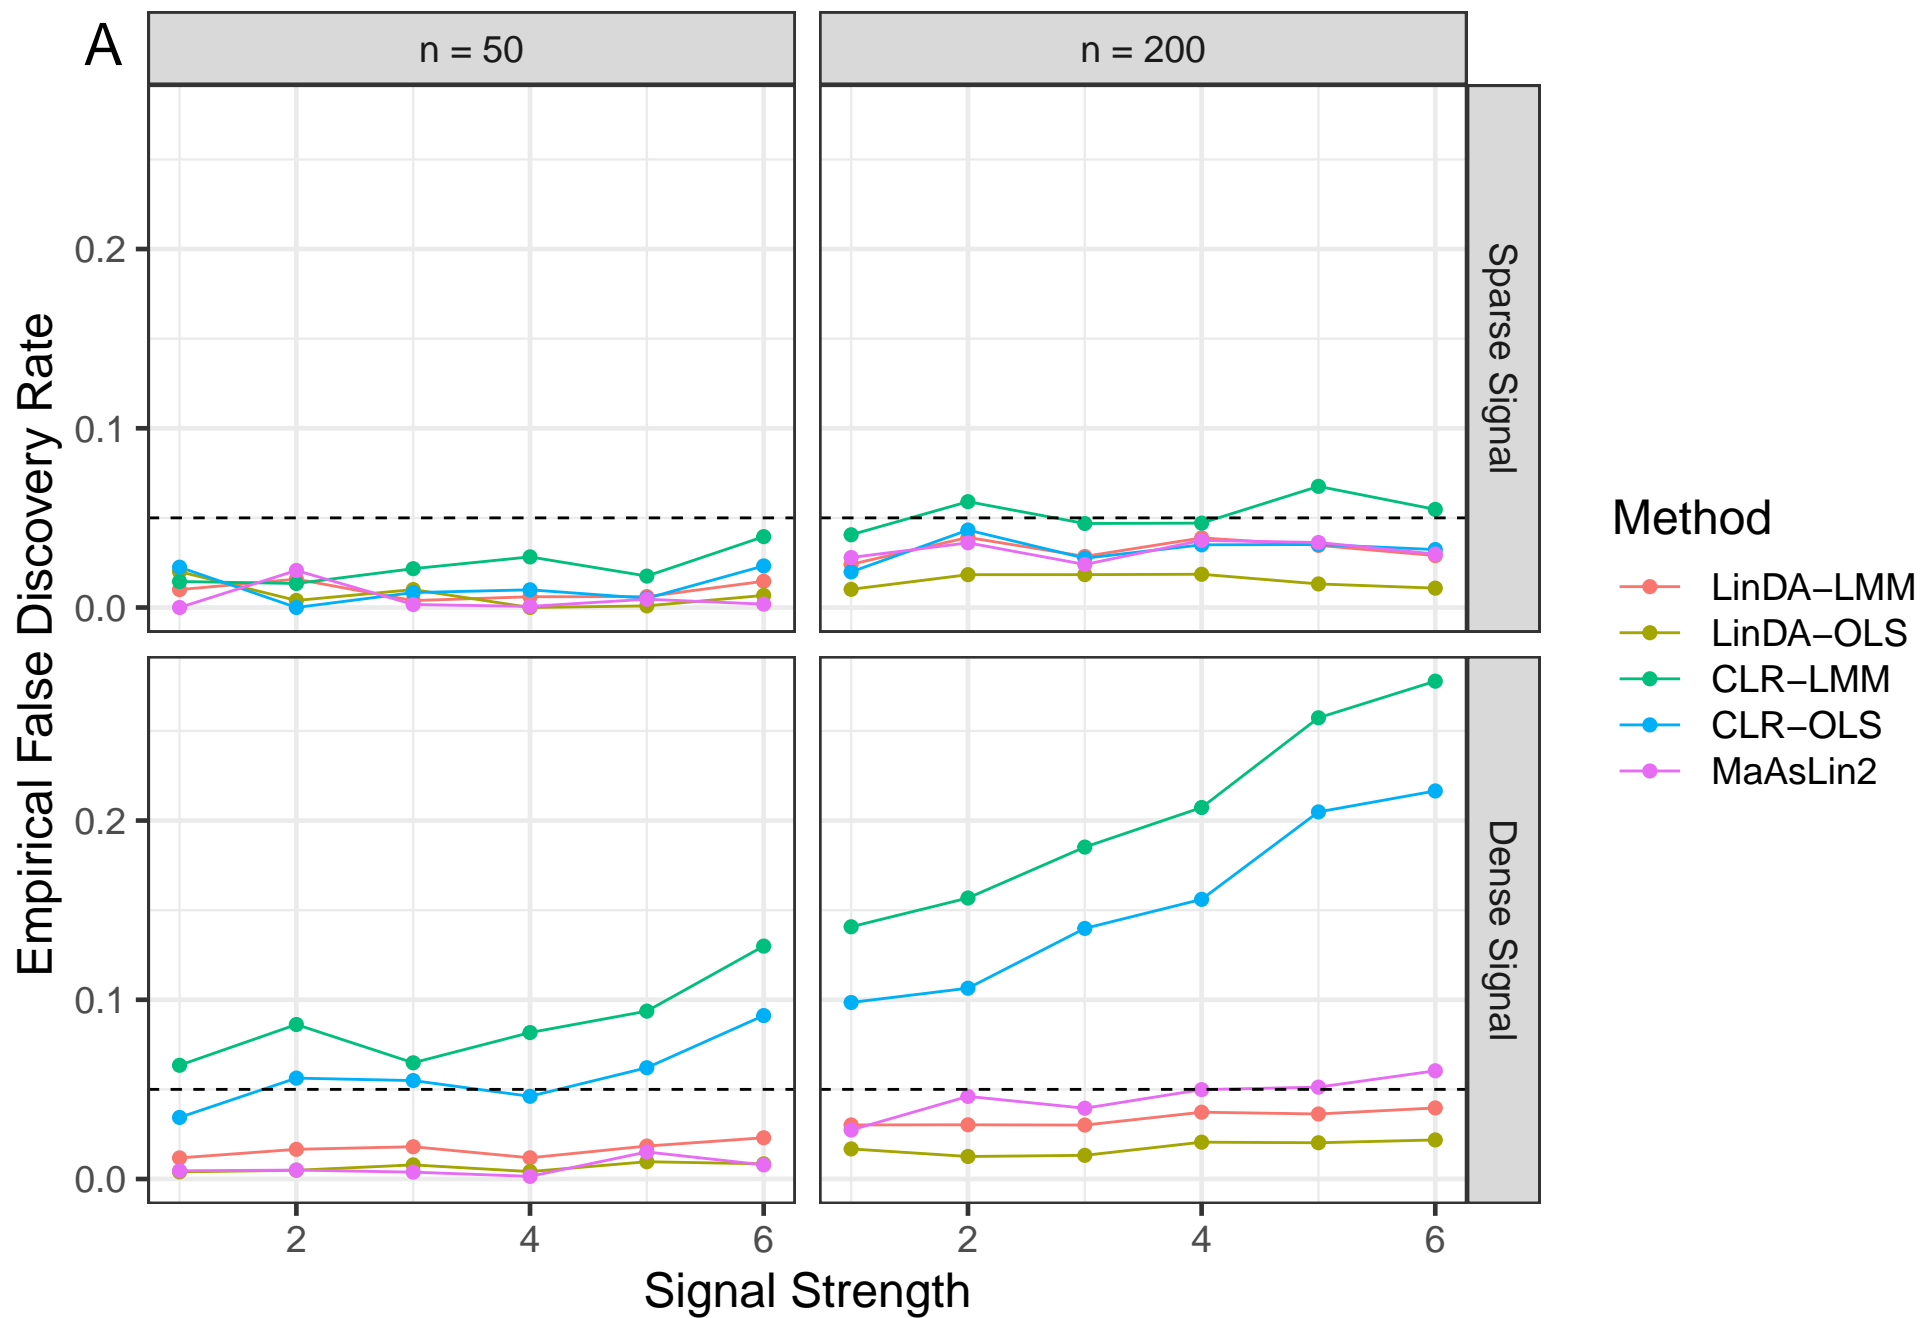 A
n = 50
n = 200
Empirical False Discovery Rate
0.2
0.1
0.0
Sparse Signal
0.2
0.1
0.0
Dense Signal
2
4
6
2
4
6
Signal Strength
Method
LinDA−LMM
LinDA−OLS
CLR−LMM
CLR−OLS
MaAsLin2